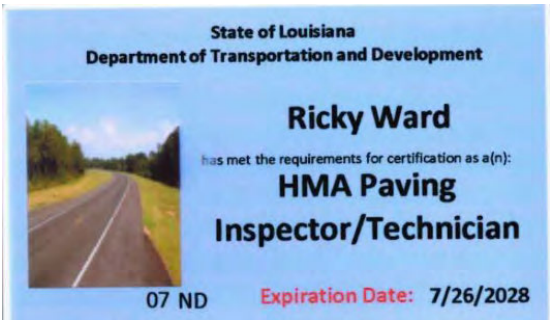 State of Louisiana
Department of Transportation and Development
Ricky Ward
has met the requirements for certification as a(n):
HMA Paving
Inspector/Technician
07 ND
Expiration Date: 7/26/2028